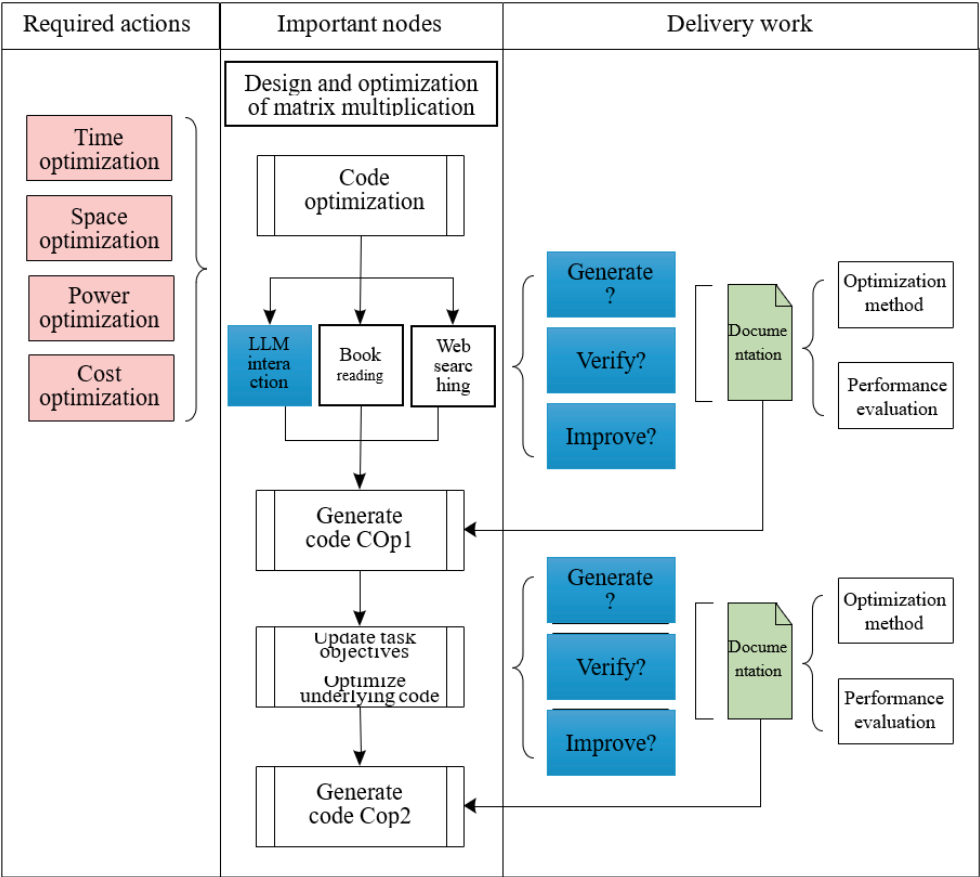 Required actions
Important nodes
Delivery work
Design and optimization
of matrix multiplication
Time
optimization
Space
optimization
Power
optimization
Cost
optimization
Code
optimization
LLM
intera
ction
Book
reading
Web
searc
hing
Generate
?
Verify?
Improve?
Docume
ntation
Optimization
method
Performance
evaluation
Generate
code COp1
Update task
objectives
Optimize
underlying code
Generate
?
Verify?
Improve?
Docume
ntation
Optimization
method
Performance
evaluation
Generate
code Cop2